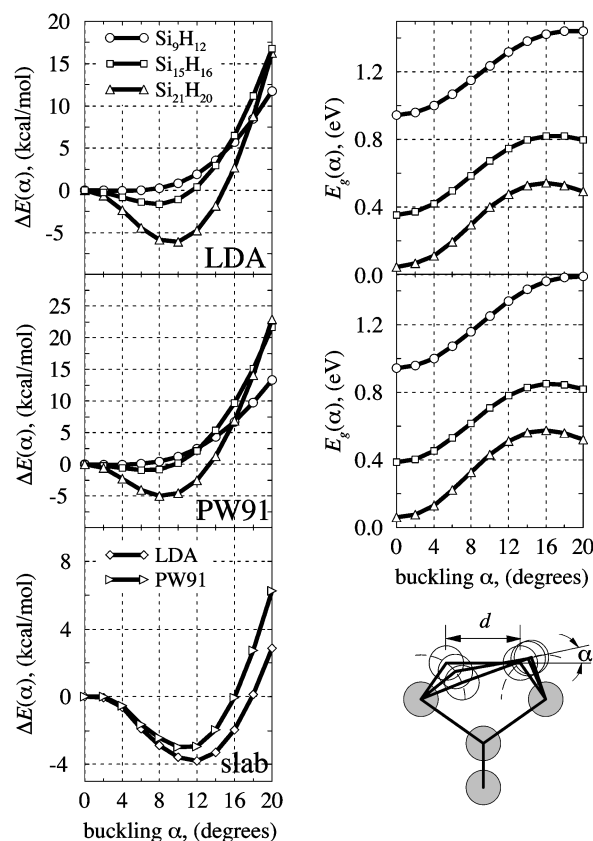 20
15
10
5
0
-5
ΔE(α), (kcal/mol)
Si9H12
Si15H16
Si21H20
LDA
25
20
15
10
5
0
-5
ΔE(α), (kcal/mol)
PW91
8
4
0
-4
ΔE(α), (kcal/mol)
LDA
PW91
slab
0 4 8 12 16 20
buckling α, (degrees)
1.2
0.8
0.4
0.0
Eg(α), (eV)
1.2
0.8
0.4
0.0
Eg(α), (eV)
0 4 8 12 16 20
buckling α, (degrees)
d
α